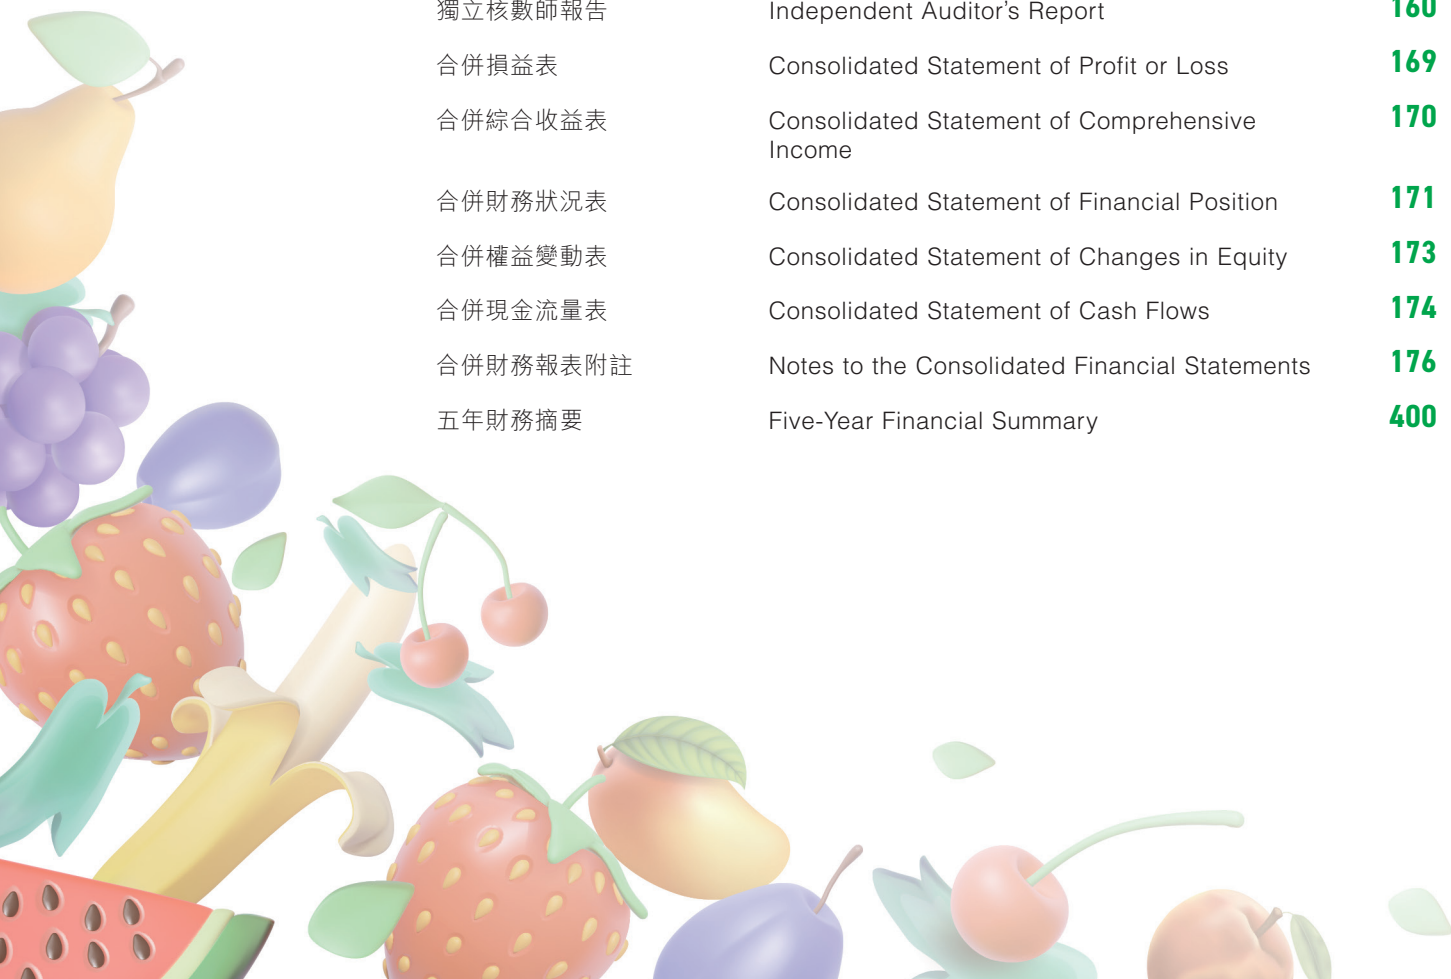 獨立核數師報告 Independent Auditor’s Report 160
合併損益表 Consolidated Statement of Profit or Loss 169
合併綜合收益表 Consolidated Statement of Comprehensive 170
Income
合併財務狀況表 Consolidated Statement of Financial Position 171
合併權益變動表 Consolidated Statement of Changes in Equity 173
合併現金流量表 Consolidated Statement of Cash Flows 174
合併財務報表附註 Notes to the Consolidated Financial Statements 176
五年財務摘要 Five-Year Financial Summary 400